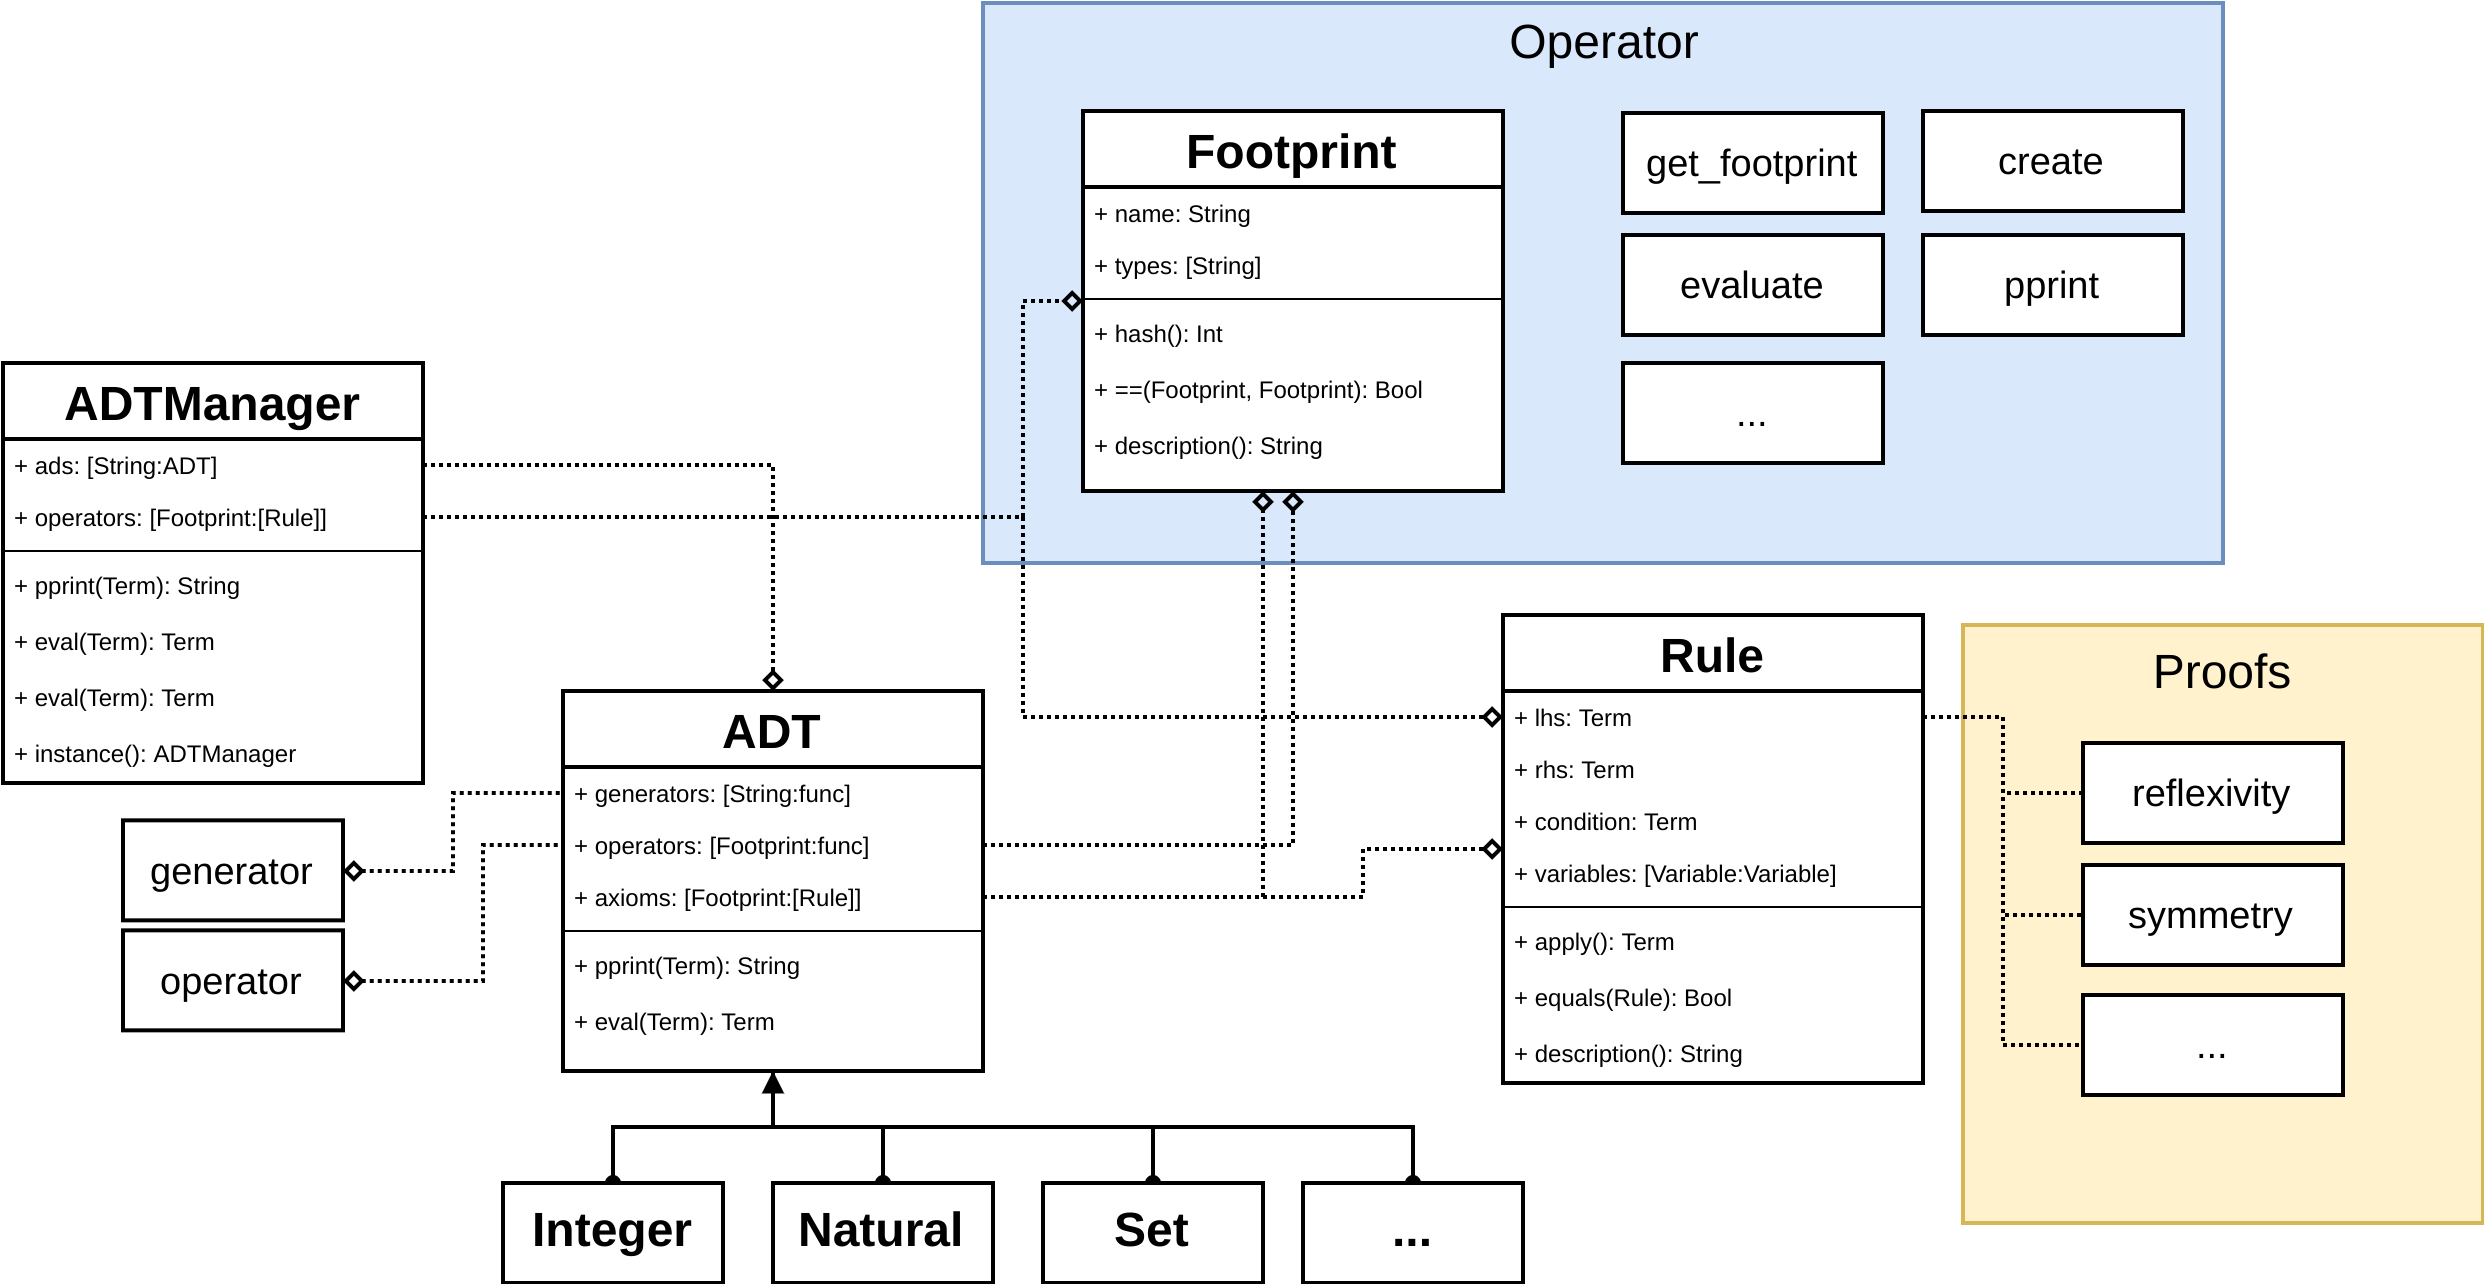 Operator
Footprint
+ name: String
+ types: [String]
+ hash(): Int
+ ==(Footprint, Footprint): Bool
+ description(): String
get_footprint
create
evaluate
pprint
...
ADTManager
+ ads: [String:ADT]
+ operators: [Footprint:[Rule]]
+ pprint(Term): String
+ eval(Term): Term
+ eval(Term): Term
+ instance(): ADTManager
generator
operator
ADT
+ generators: [String:func]
+ operators: [Footprint:func]
+ axioms: [Footprint:[Rule]]
+ pprint(Term): String
+ eval(Term): Term
Rule
+ lhs: Term
+ rhs: Term
+ condition: Term
+ variables: [Variable:Variable]
+ apply(): Term
+ equals(Rule): Bool
+ description(): String
Proofs
reflexivity
symmetry
...
Integer
Natural
Set
...